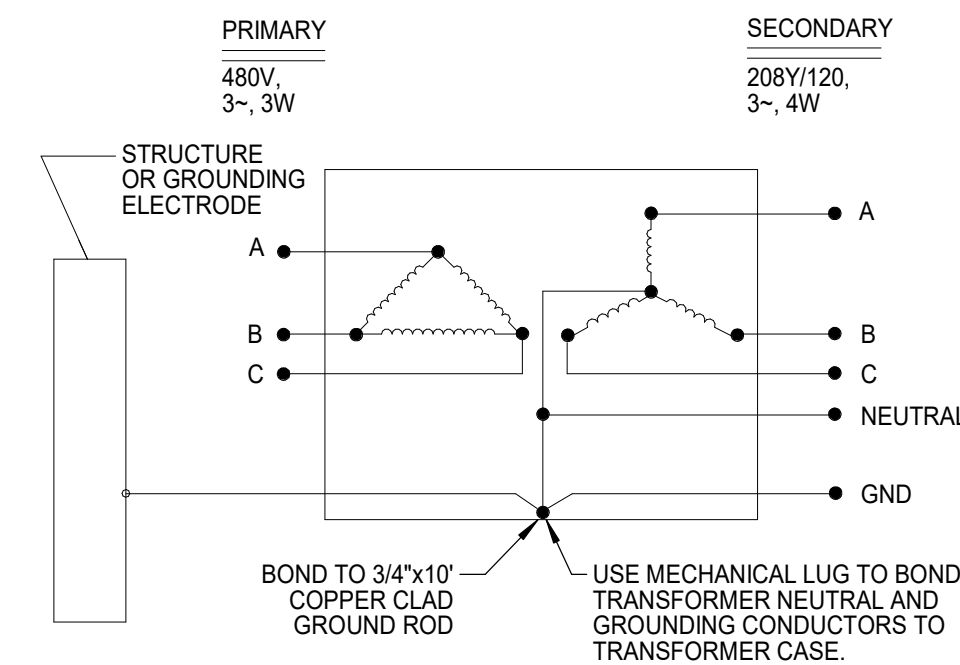 PRIMARY
480V,
3~, 3W
SECONDARY
208Y/120,
3~, 4W
STRUCTURE
OR GROUNDING
ELECTRODE
A
B
C
A
B
C
NEUTRAL
GND
BOND TO 3/4"x10'
COPPER CLAD
GROUND ROD
USE MECHANICAL LUG TO BOND
TRANSFORMER NEUTRAL AND
GROUNDING CONDUCTORS TO
TRANSFORMER CASE.